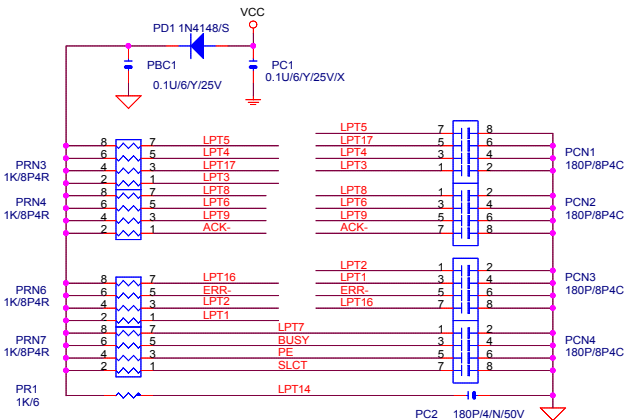 VCC
PD1 1N4148/S
PBC1 PC1
0.1U/6/Y/25V 0.1U/6/Y/25V/X
LPT5 7 8
8 7 LPT5 LPT17 5 6
6 5 LPT4 LPT4 3 4 PCN1
PRN3 4 3 LPT17 LPT3 1 2 180P/8P4C
1K/8P4R 2 1 LPT3
8 7 LPT8 LPT8 1 2
PRN4 6 5 LPT6 LPT6 3 4 PCN2
1K/8P4R 4 3 LPT9 LPT9 5 6 180P/8P4C
2 1 ACK- ACK- 7 8
LPT2 1 2
8 7 LPT16 LPT1 3 4 PCN3
PRN6 6 5 ERR- ERR- 5 6 180P/8P4C
1K/8P4R 4 3 LPT2 LPT16 7 8
2 1 LPT1
8 7 LPT7 1 2
PRN7 6 5 BUSY 3 4 PCN4
1K/8P4R 4 3 PE 5 6 180P/8P4C
2 1 SLCT 7 8
PR1 LPT14
1K/6
PC2 180P/4/N/50V